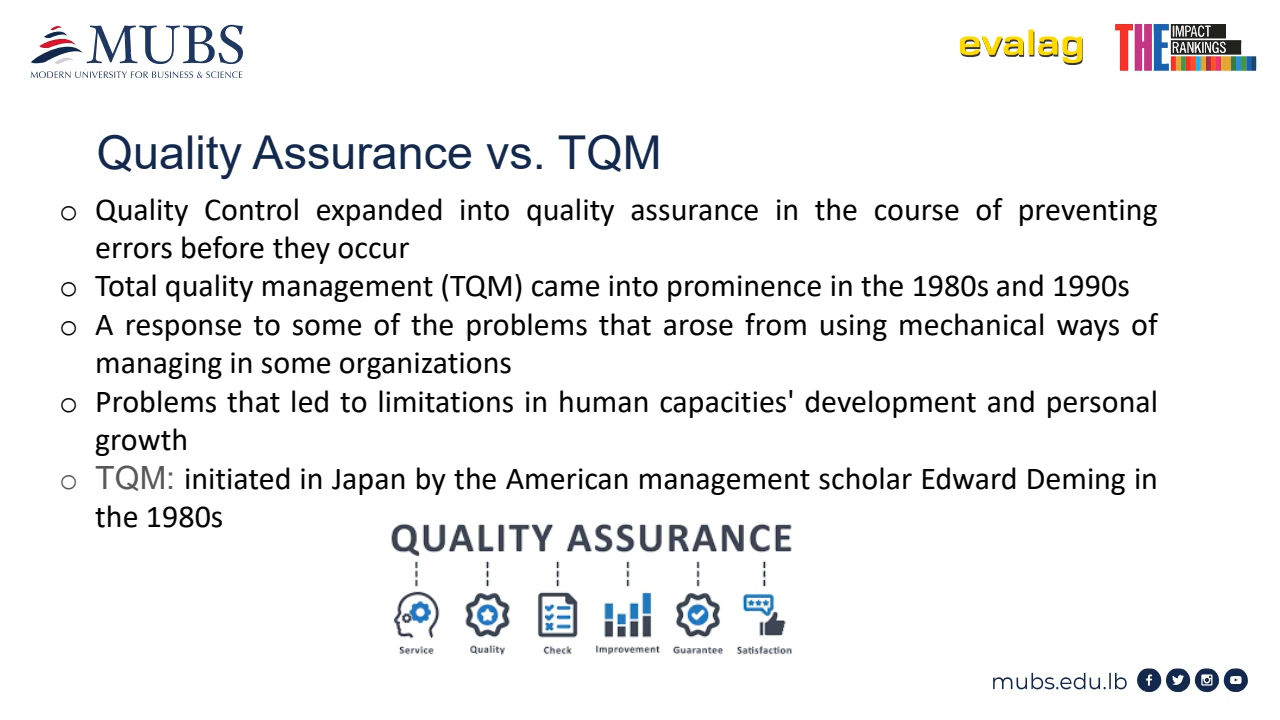 MUBS
MODERN UNIVERSITY FOR BUSINESS & SCIENCE
evalag
THE IMPACT
RANKINGS
Quality Assurance vs. TQM
o Quality Control expanded into quality assurance in the course of preventing
errors before they occur
o Total quality management (TQM) came into prominence in the 1980s and 1990s
o A response to some of the problems that arose from using mechanical ways of
managing in some organizations
o Problems that led to limitations in human capacities' development and personal
growth
o TQM: initiated in Japan by the American management scholar Edward Deming in
the 1980s
QUALITY ASSURANCE
Service Quality Check Improvement Guarantee Satisfaction
mubs.edu.lb